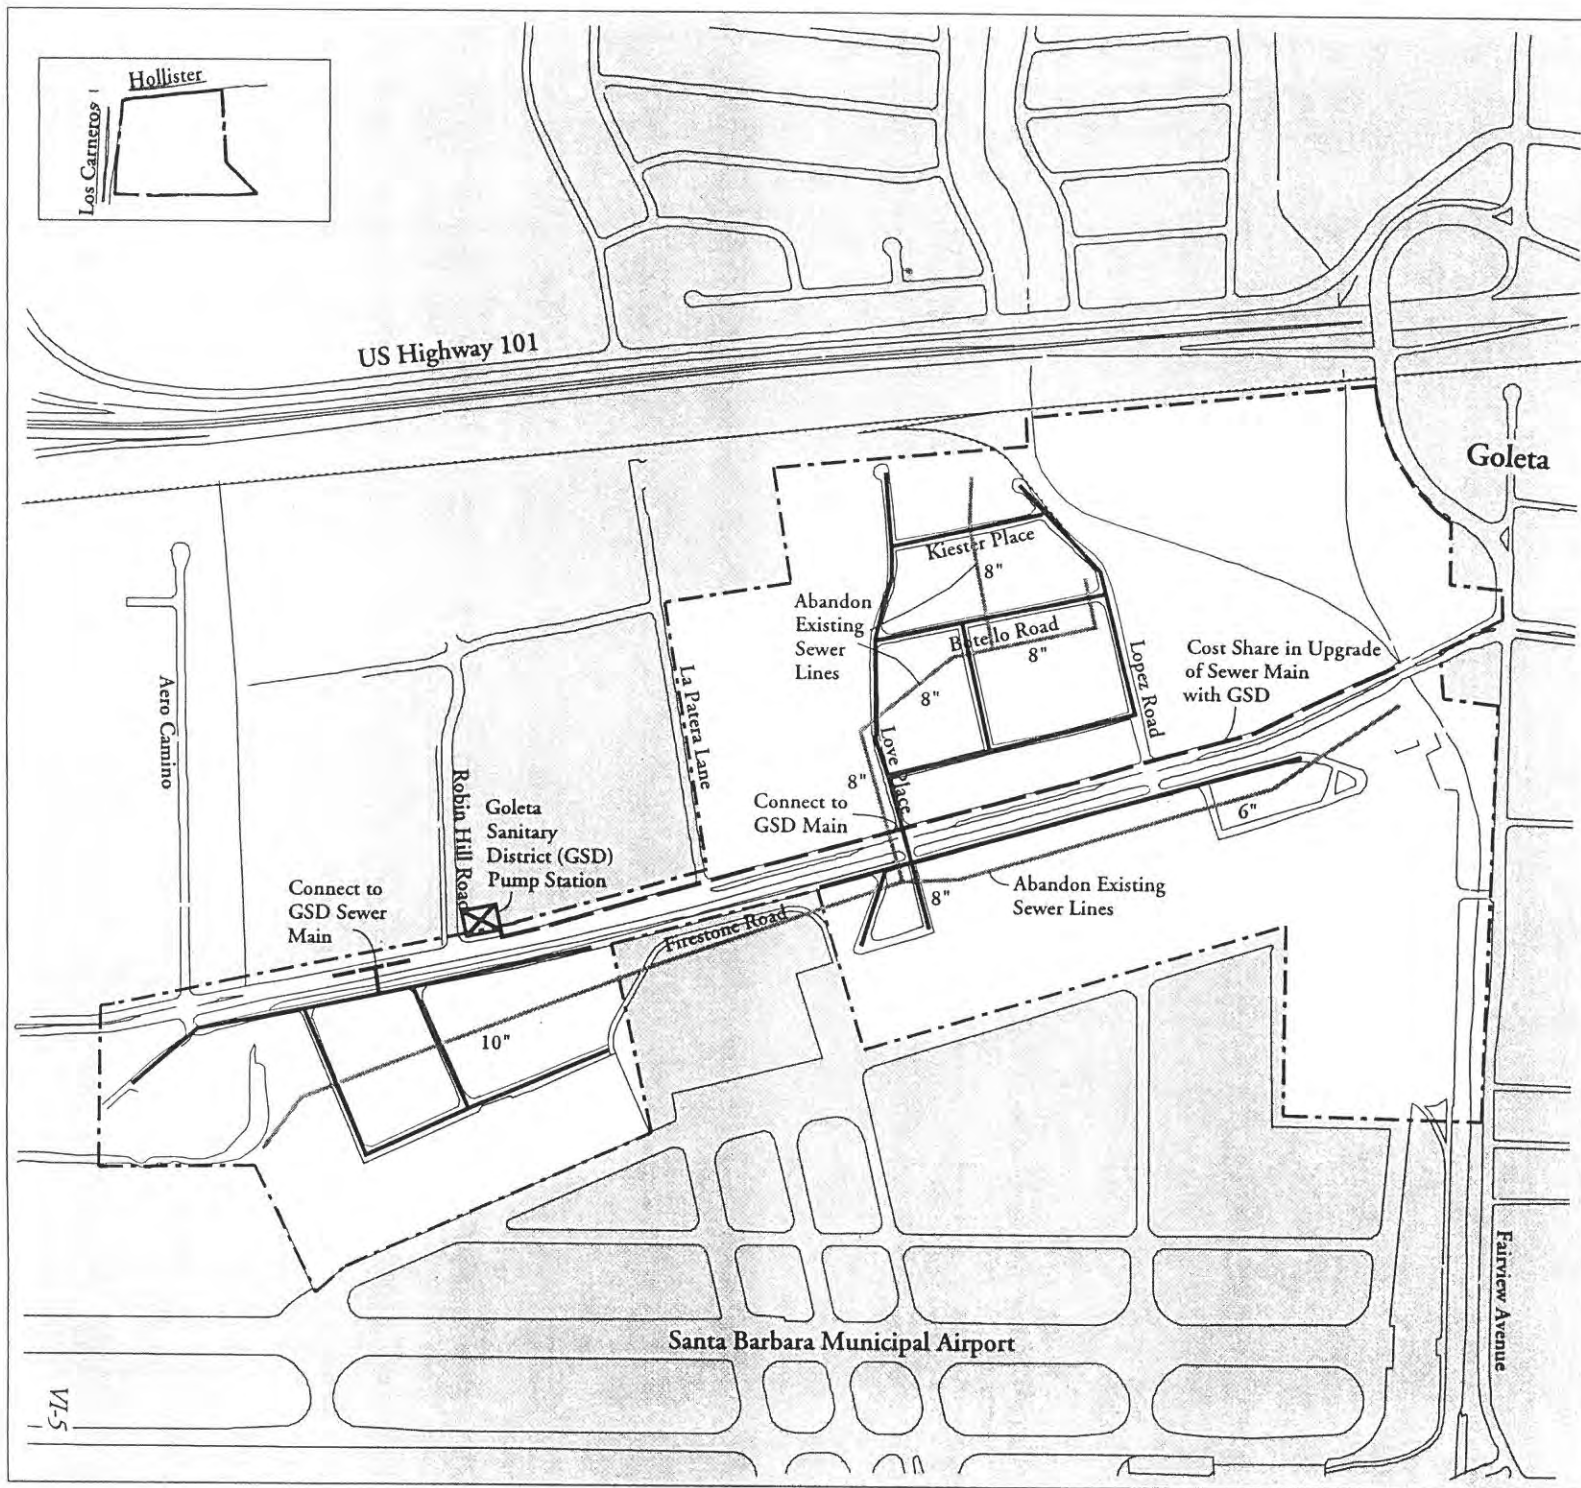 Hollister
Los Carneros
US Highway 101
Goleta
Kiester Place
8"
Abandon
Existing
Sewer
Lines
Botello Road
8"
8"
Lopez Road
Cost Share in Upgrade
of Sewer Main
with GSD
La Patera Lane
Aero Camino
Love Place
8"
Robin Hill Road
Connect to
GSD Main
Goleta
Sanitary
District (GSD)
Pump Station
6"
Connect to
GSD Sewer
Main
8"
Abandon Existing
Sewer Lines
Firestone Road
10"
Fairview Avenue
Santa Barbara Municipal Airport
VI-5